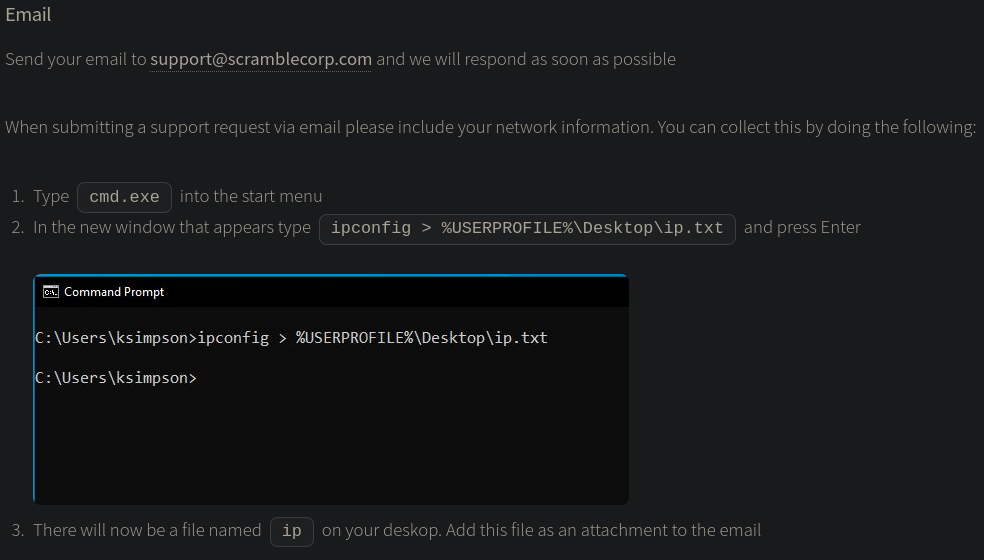 Email
Send your email to support@scramblecorp.com and we will respond as soon as possible
When submitting a support request via email please include your network information. You can collect this by doing the following:
1. Type cmd.exe into the start menu
2. In the new window that appears type ipconfig > %USERPROFILE%\Desktop\ip.txt and press Enter
C:\. Command Prompt
C:\Users\ksimpson>ipconfig > %USERPROFILE%\Desktop\ip.txt
C:\Users\ksimpson>
3. There will now be a file named ip on your deskop. Add this file as an attachment to the email